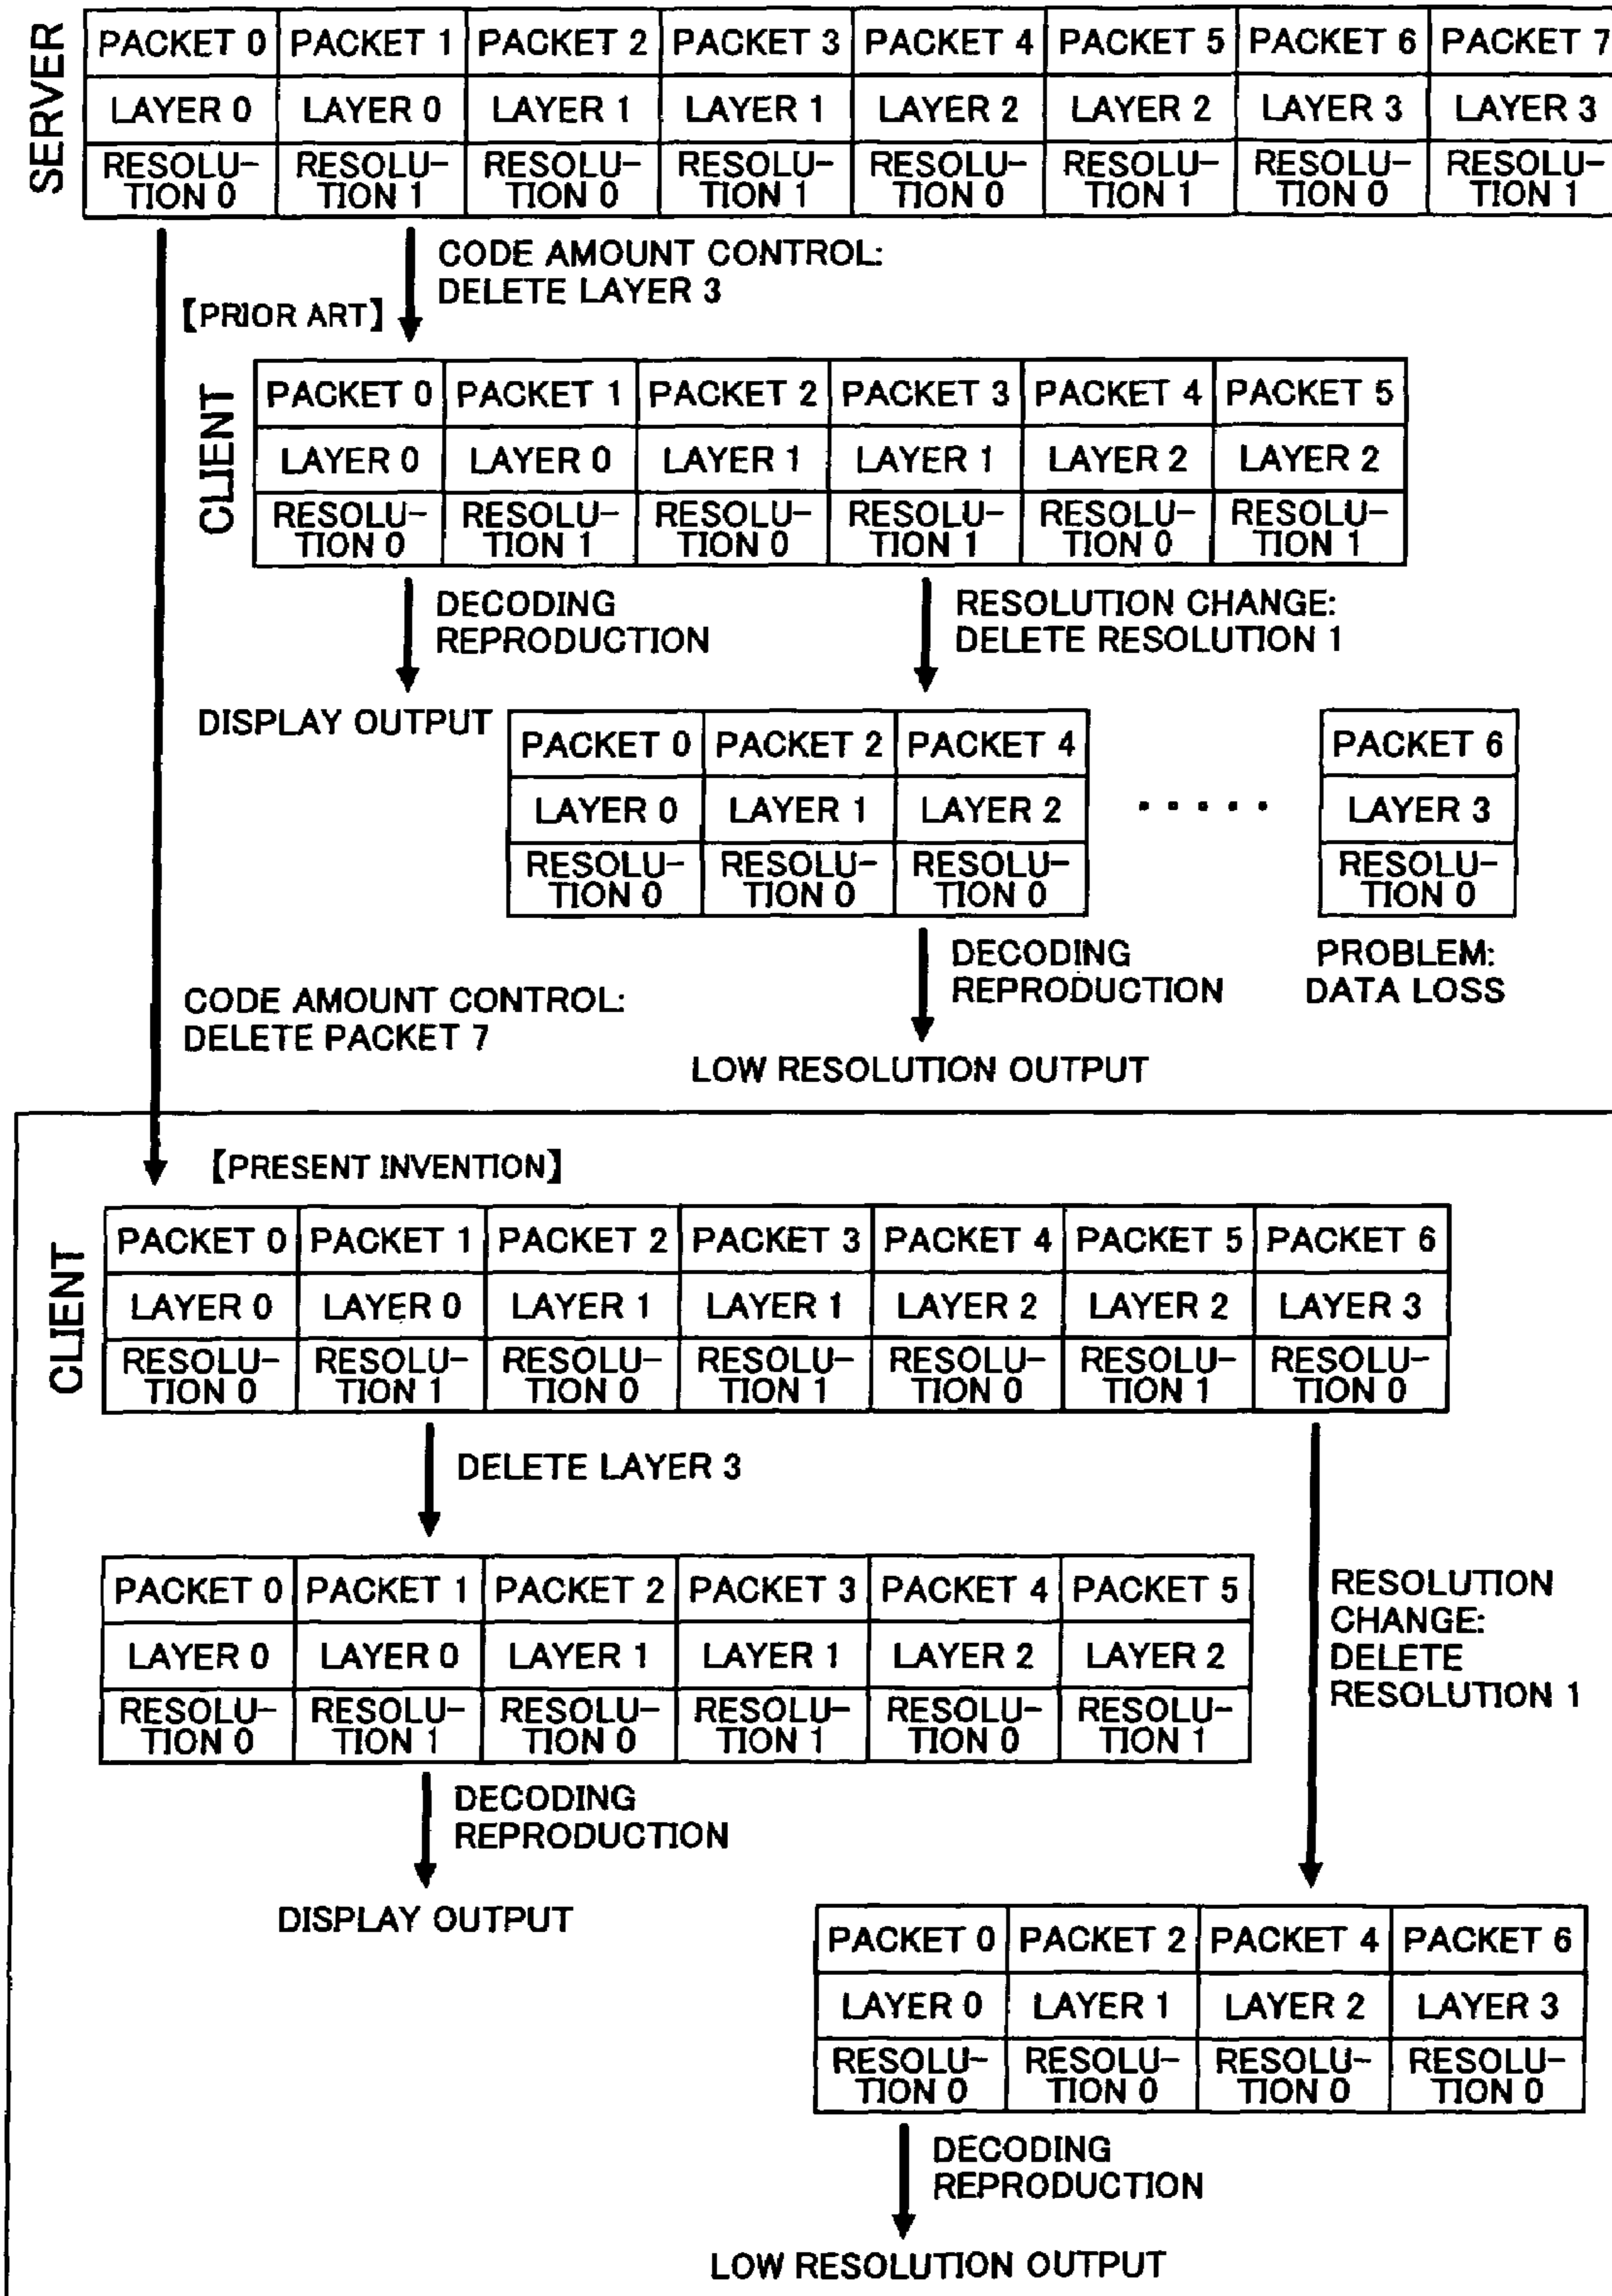 SERVER
PACKET 0 PACKET 1 PACKET 2 PACKET 3 PACKET 4 PACKET 5 PACKET 6 PACKET 7
LAYER 0 LAYER 0 LAYER 1 LAYER 1 LAYER 2 LAYER 2 LAYER 3 LAYER 3
RESOLU- RESOLU- RESOLU- RESOLU- RESOLU- RESOLU- RESOLU- RESOLU-
TION 0 TION 1 TION 0 TION 1 TION 0 TION 1 TION 0 TION 1
CODE AMOUNT CONTROL:
DELETE LAYER 3
【PRIOR ART】
CLIENT
PACKET 0 PACKET 1 PACKET 2 PACKET 3 PACKET 4 PACKET 5
LAYER 0 LAYER 0 LAYER 1 LAYER 1 LAYER 2 LAYER 2
RESOLU- RESOLU- RESOLU- RESOLU- RESOLU- RESOLU-
TION 0 TION 1 TION 0 TION 1 TION 0 TION 1
DECODING
REPRODUCTION
RESOLUTION CHANGE:
DELETE RESOLUTION 1
DISPLAY OUTPUT
PACKET 0 PACKET 2 PACKET 4 PACKET 6
LAYER 0 LAYER 1 LAYER 2 ..... LAYER 3
RESOLU- RESOLU- RESOLU- RESOLU-
TION 0 TION 0 TION 0 TION 0
DECODING
REPRODUCTION
PROBLEM:
DATA LOSS
CODE AMOUNT CONTROL:
DELETE PACKET 7
LOW RESOLUTION OUTPUT
【PRESENT INVENTION】
CLIENT
PACKET 0 PACKET 1 PACKET 2 PACKET 3 PACKET 4 PACKET 5 PACKET 6
LAYER 0 LAYER 0 LAYER 1 LAYER 1 LAYER 2 LAYER 2 LAYER 3
RESOLU- RESOLU- RESOLU- RESOLU- RESOLU- RESOLU- RESOLU-
TION 0 TION 1 TION 0 TION 1 TION 0 TION 1 TION 0
DELETE LAYER 3
PACKET 0 PACKET 1 PACKET 2 PACKET 3 PACKET 4 PACKET 5
LAYER 0 LAYER 0 LAYER 1 LAYER 1 LAYER 2 LAYER 2
RESOLU- RESOLU- RESOLU- RESOLU- RESOLU- RESOLU-
TION 0 TION 1 TION 0 TION 1 TION 0 TION 1
RESOLUTION
CHANGE:
DELETE
RESOLUTION 1
DECODING
REPRODUCTION
DISPLAY OUTPUT
PACKET 0 PACKET 2 PACKET 4 PACKET 6
LAYER 0 LAYER 1 LAYER 2 LAYER 3
RESOLU- RESOLU- RESOLU- RESOLU-
TION 0 TION 0 TION 0 TION 0
DECODING
REPRODUCTION
LOW RESOLUTION OUTPUT